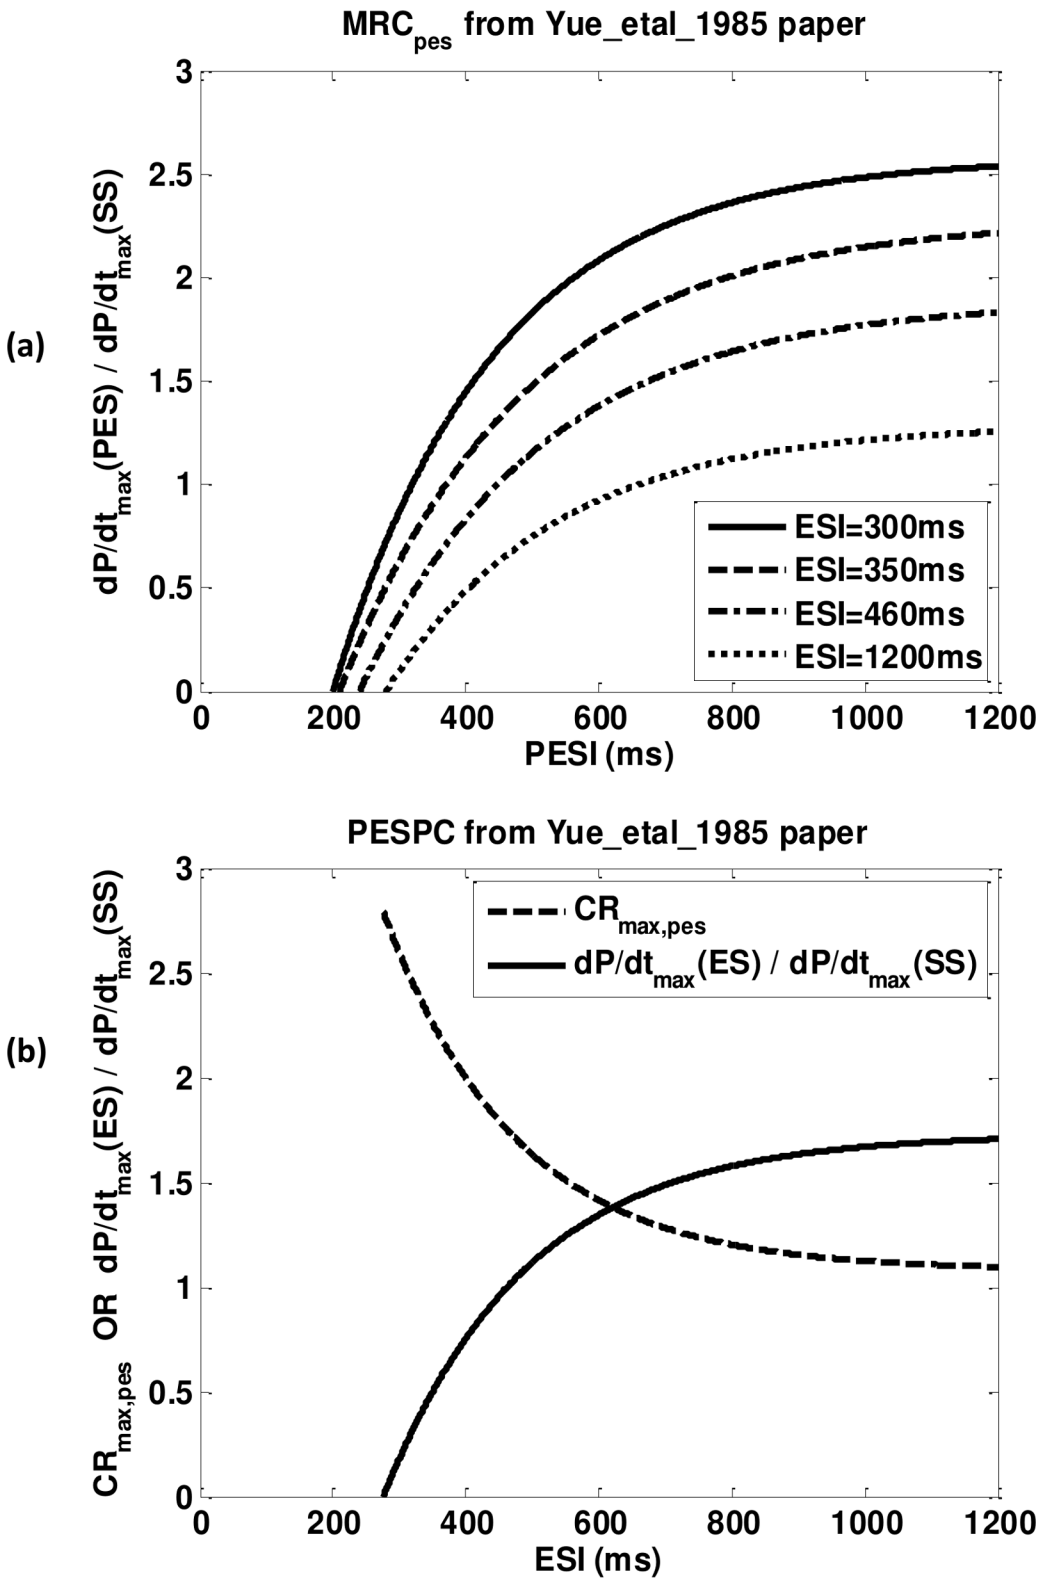 MRCpes from Yue_etal_1985 paper
(a)
dP/dtmax(PES) / dP/dtmax(SS)
3
2.5
2
1.5
1
0.5
0
ESI=300ms
ESI=350ms
ESI=460ms
ESI=1200ms
0 200 400 600 800 1000 1200
PESI (ms)
PESPC from Yue_etal_1985 paper
(b)
CRmax,pes OR dP/dtmax(ES) / dP/dtmax(SS)
3
2.5
2
1.5
1
0.5
0
CRmax,pes
dP/dtmax(ES) / dP/dtmax(SS)
0 200 400 600 800 1000 1200
ESI (ms)